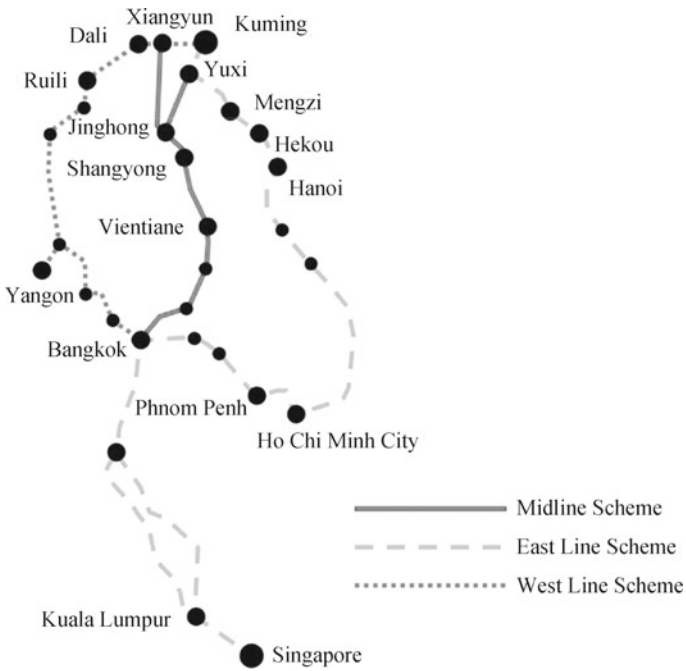 Xiangyun
Dali
Kuming
Ruili
Yuxi
Mengzi
Jinghong
Hekou
Shangyong
Hanoi
Vientiane
Yangon
Bangkok
Phnom Penh
Ho Chi Minh City
Midline Scheme
East Line Scheme
West Line Scheme
Kuala Lumpur
Singapore